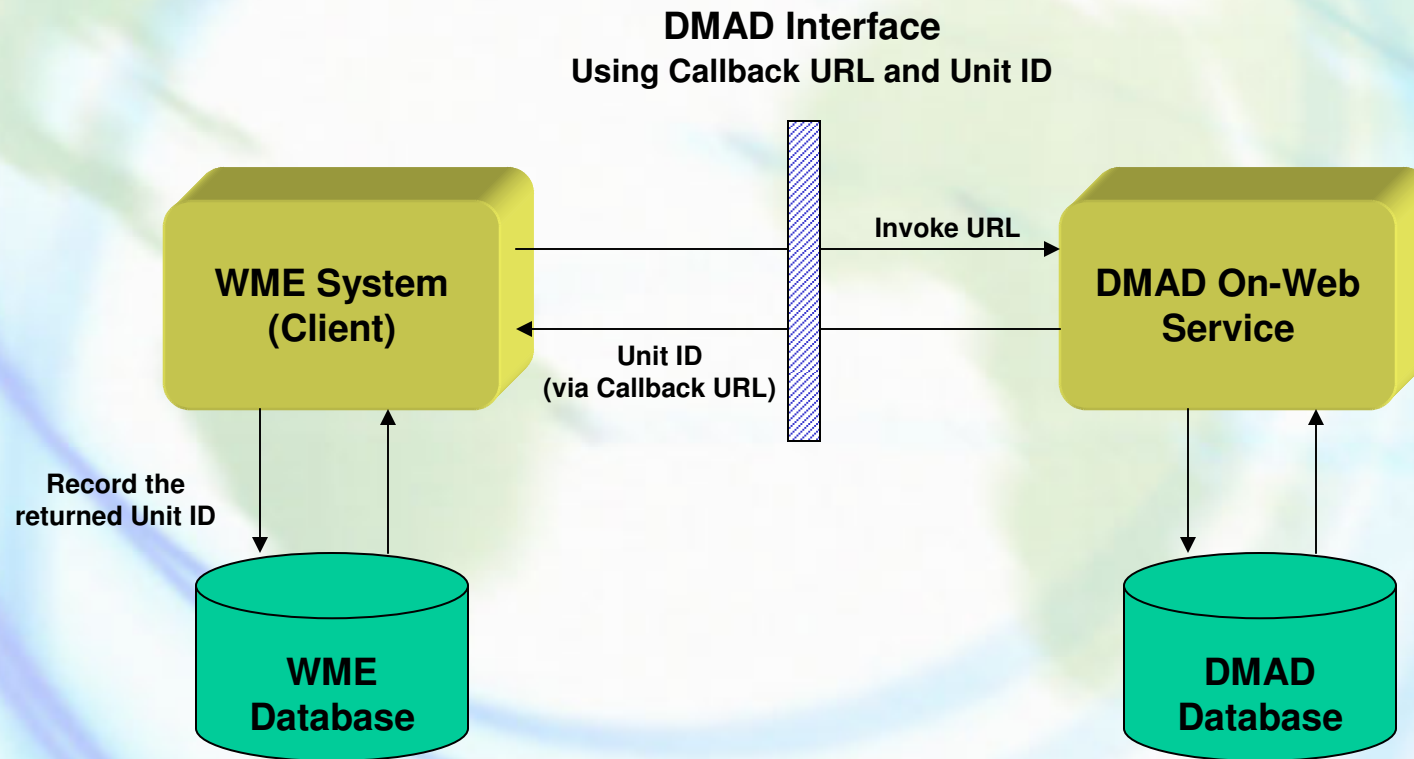 DMAD Interface
Using Callback URL and Unit ID
Invoke URL
WME System
(Client)
DMAD On-Web
Service
Unit ID
(via Callback URL)
Record the
returned Unit ID
WME
Database
DMAD
Database